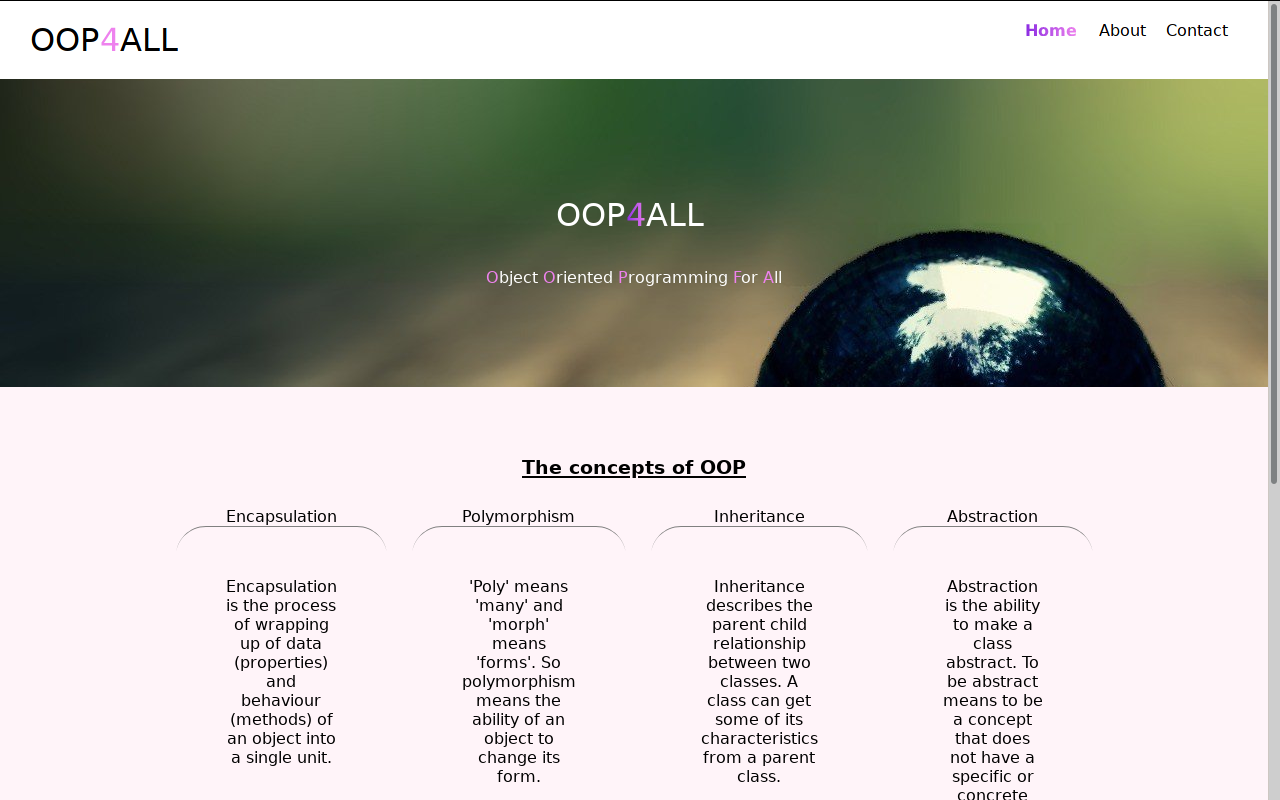 OOP4ALL
Home About Contact
OOP4ALL
Object Oriented Programming For All
The concepts of OOP
Encapsulation
Encapsulation
is the process
of wrapping
up of data
(properties)
and
behaviour
(methods) of
an object into
a single unit.
Polymorphism
'Poly' means
'many' and
'morph'
means
'forms'. So
polymorphism
means the
ability of an
object to
change its
form.
Inheritance
Inheritance
describes the
parent child
relationship
between two
classes. A
class can get
some of its
characteristics
from a parent
class.
Abstraction
Abstraction
is the ability
to make a
class
abstract. To
be abstract
means to be
a concept
that does
not have a
specific or
concrete